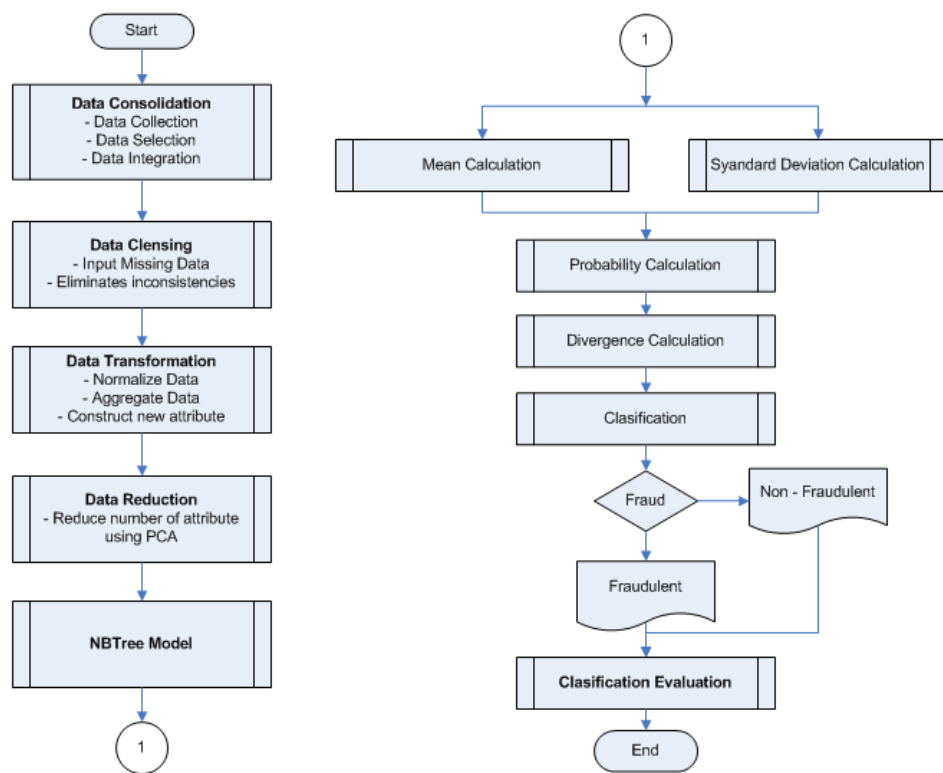 Start
Data Consolidation
- Data Collection
- Data Selection
- Data Integration
Data Clensing
- Input Missing Data
- Eliminates inconsistencies
Data Transformation
- Normalize Data
- Aggregate Data
- Construct new attribute
Data Reduction
- Reduce number of attribute
using PCA
NBTree Model
1
1
Mean Calculation
Syandard Deviation Calculation
Probability Calculation
Divergence Calculation
Clasification
Fraud
Non - Fraudulent
Fraudulent
Clasification Evaluation
End